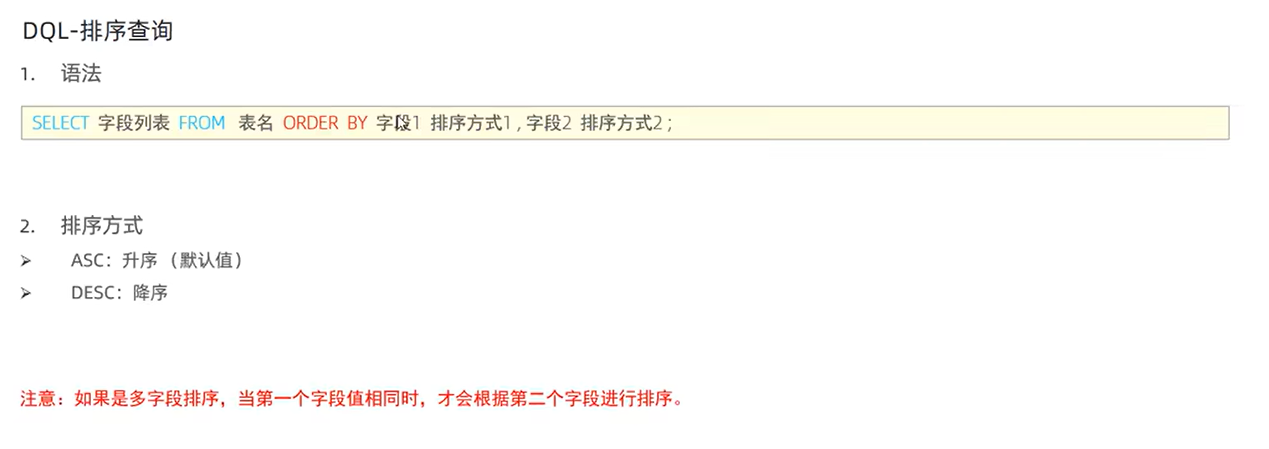 DQL-排序查询
1. 语法
SELECT 字段列表 FROM 表名 ORDER BY 字段1 排序方式1 , 字段2 排序方式2 ;
2. 排序方式
➢ ASC：升序（默认值）
➢ DESC：降序
注意：如果是多字段排序，当第一个字段值相同时，才会根据第二个字段进行排序。